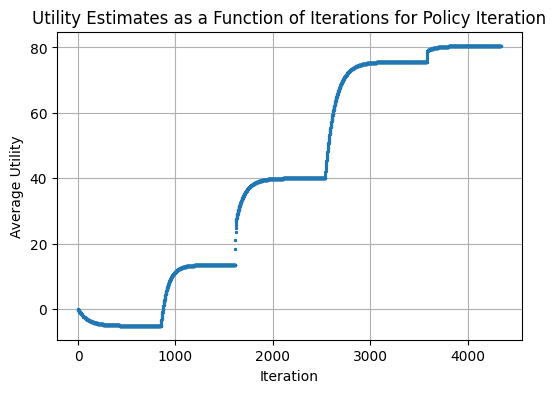 Utility Estimates as a Function of Iterations for Policy Iteration
80
60
40
20
0
Average Utility
0 1000 2000 3000 4000
Iteration